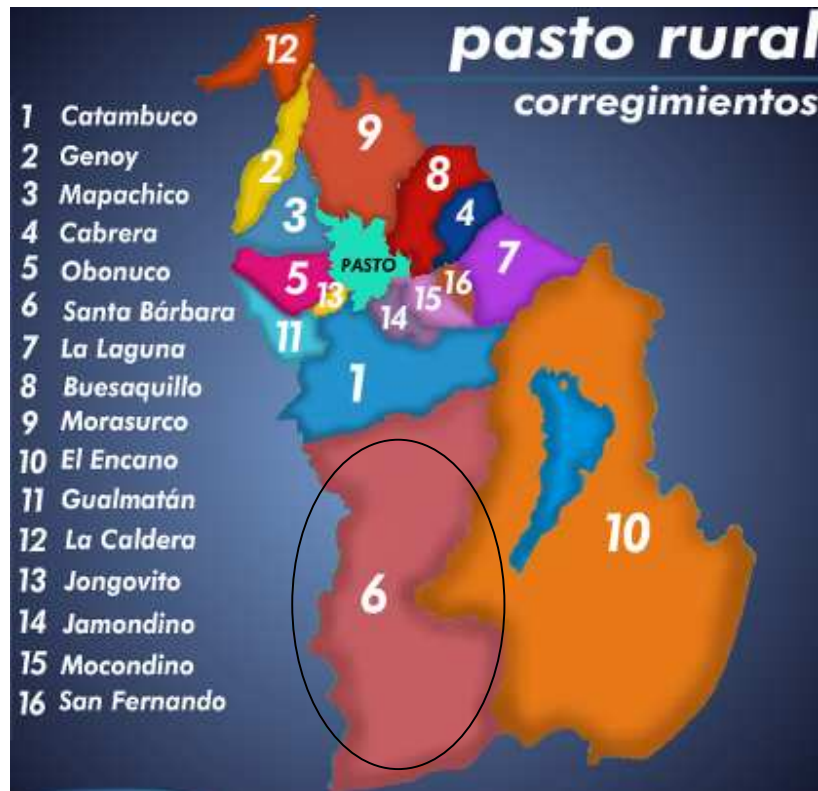 pasto rural
corregimientos
1 Catambuco
2 Genoy
3 Mapachico
4 Cabrera
5 Obonuco
6 Santa Bárbara
7 La Laguna
8 Buesaquillo
9 Morasurco
10 El Encano
11 Gualmatán
12 La Caldera
13 Jongovito
14 Jamondino
15 Mocondino
16 San Fernando
12
9
2
8
3
4
7
PASTO
5
16
13
15
14
11
1
10
6